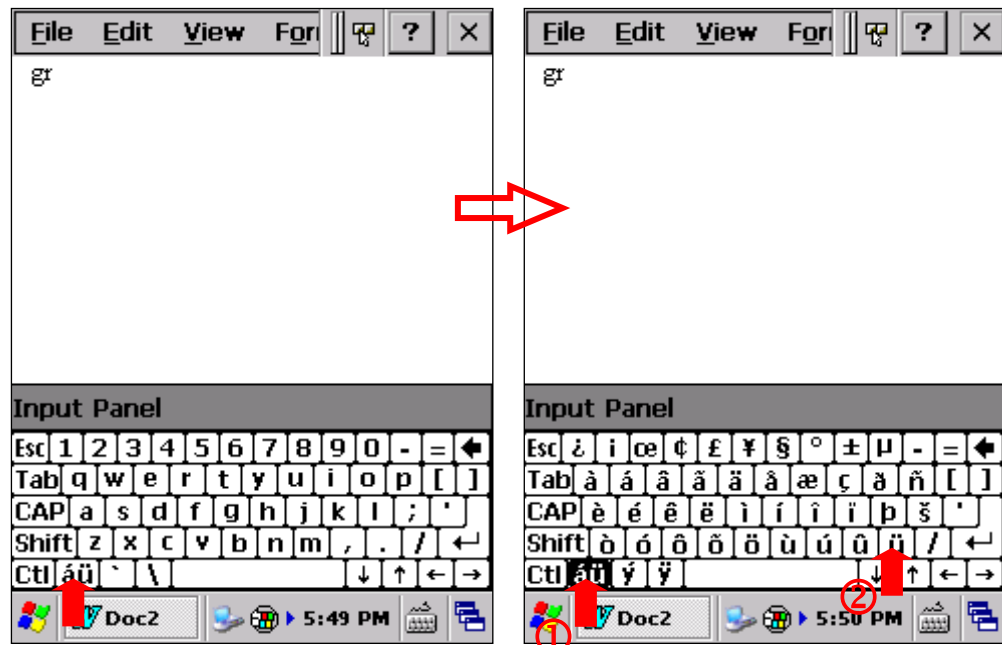 File Edit View For ?
gr
Input Panel
Esc 1 2 3 4 5 6 7 8 9 0 - =
Tab q w e r t y u i o p [ ]
CAP a s d f g h j k l ; '
Shift z x c v b n m , . /
Ctl áü ` \ ↓ ↑ ← →
Doc2 5:49 PM
File Edit View For ?
gr
Input Panel
Esc ¿ ¡ œ ¢ £ ¥ § ° ± µ - =
Tab à á â ã ä å æ ç ð ñ [ ]
CAP è é ê ë ì í î ï þ š '
Shift ò ó ô õ ö ù ú û ü /
Ctl áü ý ÿ ↓ ↑ ← →
Doc2 5:50 PM
① ②